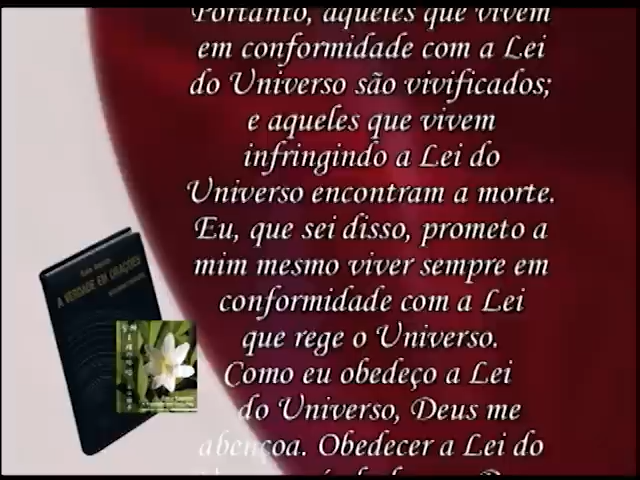 Portanto, aqueles que vivem
em conformidade com a Lei
do Universo são vivificados;
e aqueles que vivem
infringindo a Lei do
Universo encontram a morte.
Eu, que sei disso, prometo a
mim mesmo viver sempre em
conformidade com a Lei
que rege o Universo.
Como eu obedeço a Lei
do Universo, Deus me
abençoa. Obedecer a Lei do
A VERDADE EM ORAÇÕES